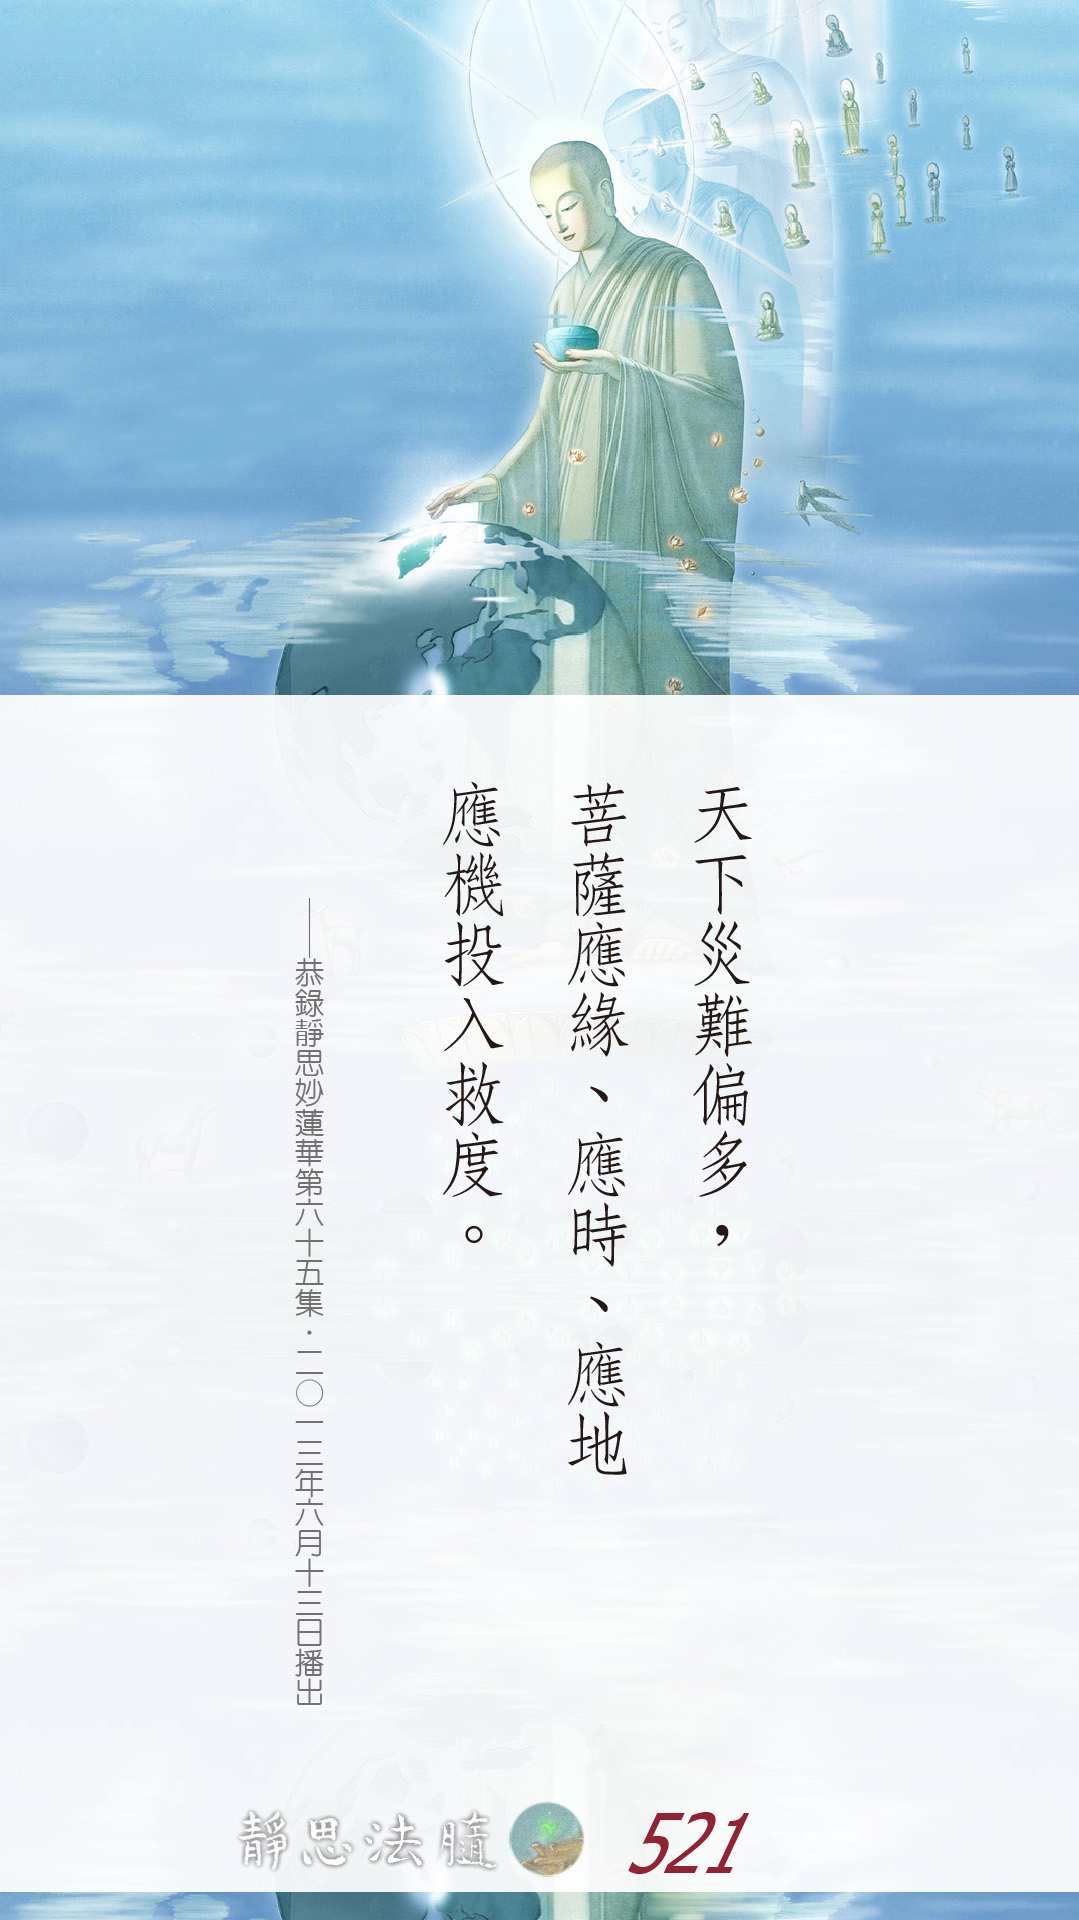 天下災難偏多，
菩薩應緣、應時、應地
應機投入救度。
——恭錄靜思妙蓮華第六十五集．二〇一三年六月十三日播出
靜思法髓
521